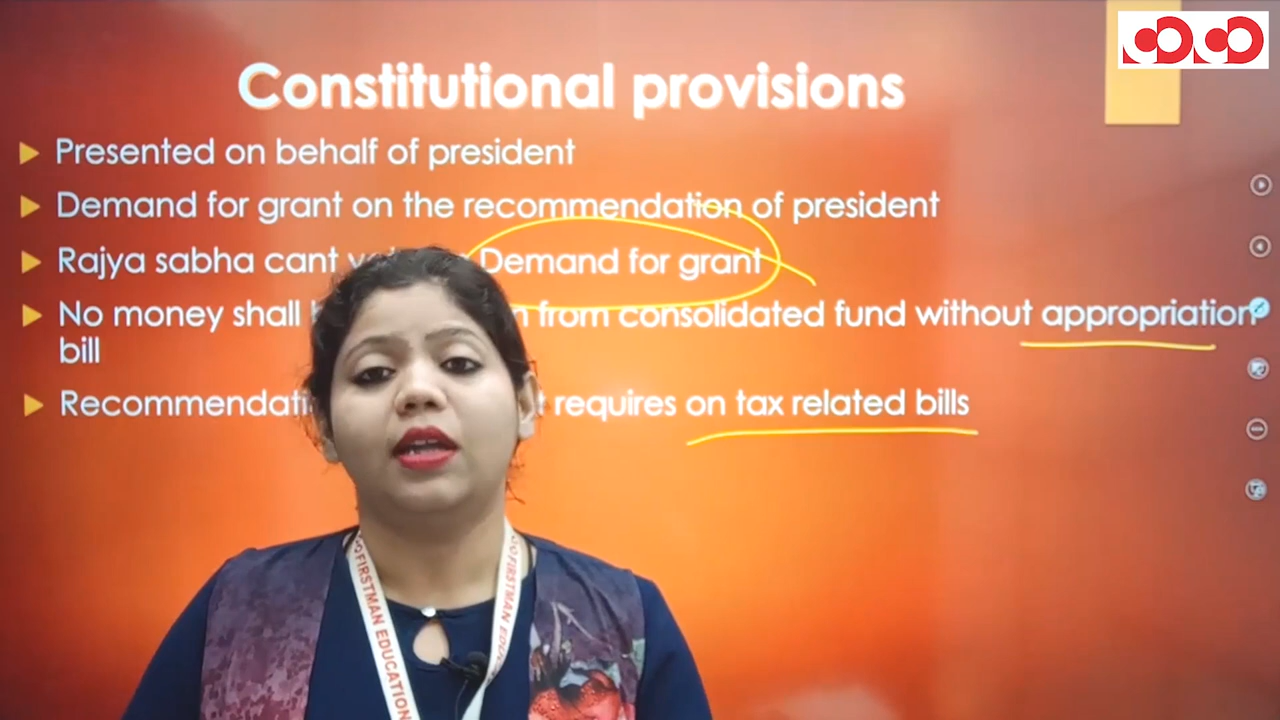 Constitutional provisions
Presented on behalf of president
Demand for grant on the recommendation of president
Rajya sabha cant Demand for grant
No money shall from consolidated fund without appropriation
bill
requires on tax related bills
FIRSTMAN EDUCATION
FIRSTMAN